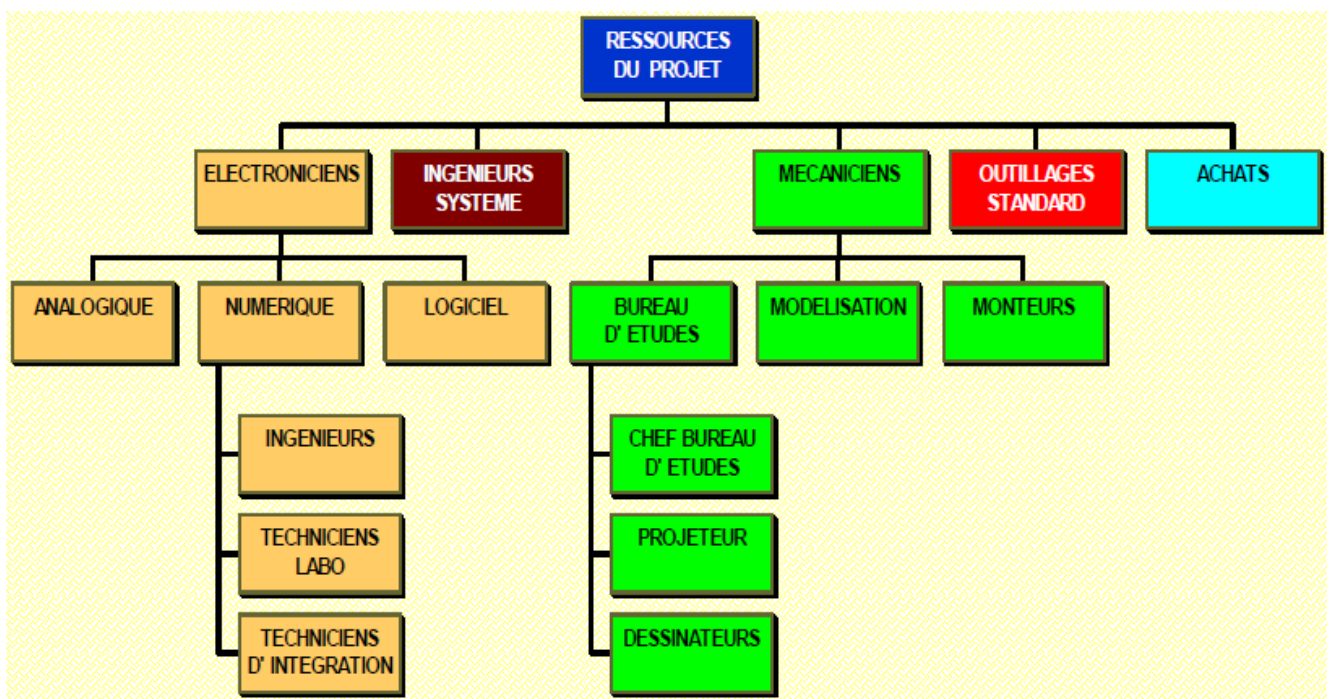 RESSOURCES
DU PROJET
ELECTRONICIENS
INGENIEURS
SYSTEME
MECANICIENS
OUTILLAGES
STANDARD
ACHATS
ANALOGIQUE
NUMERIQUE
LOGICIEL
BUREAU
D' ETUDES
MODELISATION
MONTEURS
INGENIEURS
TECHNICIENS
LABO
TECHNICIENS
D' INTEGRATION
CHEF BUREAU
D' ETUDES
PROJETEUR
DESSINATEURS